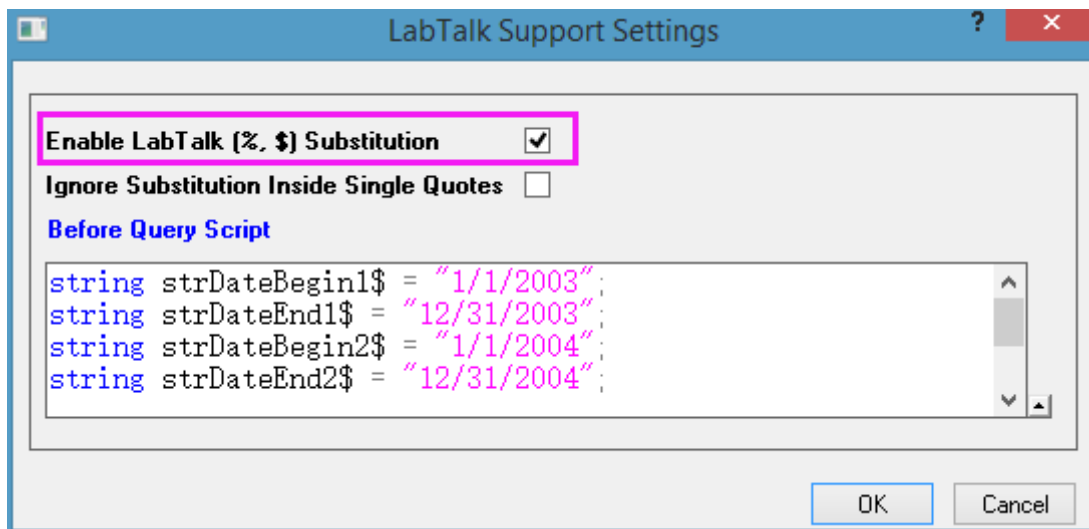 LabTalk Support Settings
?
Enable LabTalk (%, $) Substitution
Ignore Substitution Inside Single Quotes
Before Query Script
string strDateBegin1$ = "1/1/2003";
string strDateEnd1$ = "12/31/2003";
string strDateBegin2$ = "1/1/2004";
string strDateEnd2$ = "12/31/2004";
OK Cancel